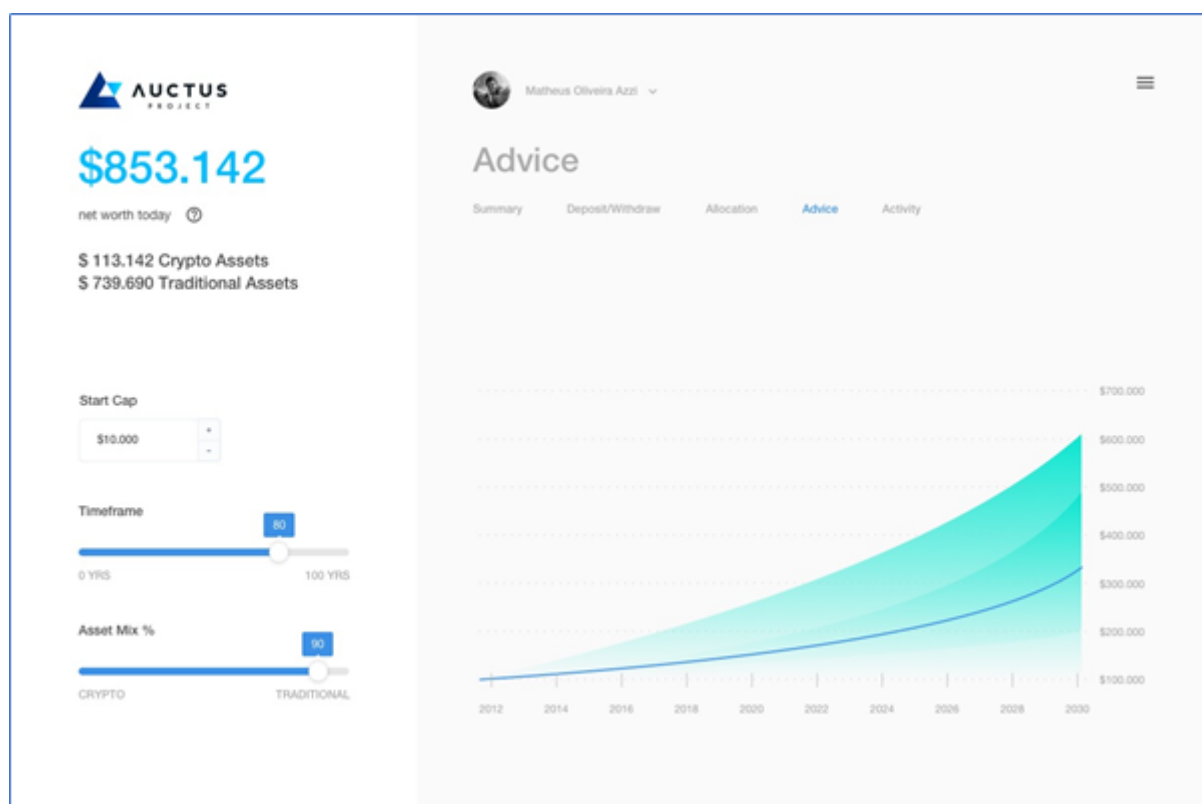 AUCTUS
PROJECT
$853.142
net worth today ?
$ 113.142 Crypto Assets
$ 739.690 Traditional Assets
Start Cap
$10.000
+
-
Timeframe
80
0 YRS 100 YRS
Asset Mix %
90
CRYPTO TRADITIONAL
Matheus Oliveira Azzi
Advice
Summary Deposit/Withdraw Allocation Advice Activity
$700.000
$600.000
$500.000
$400.000
$300.000
$200.000
$100.000
2012 2014 2016 2018 2020 2022 2024 2026 2028 2030